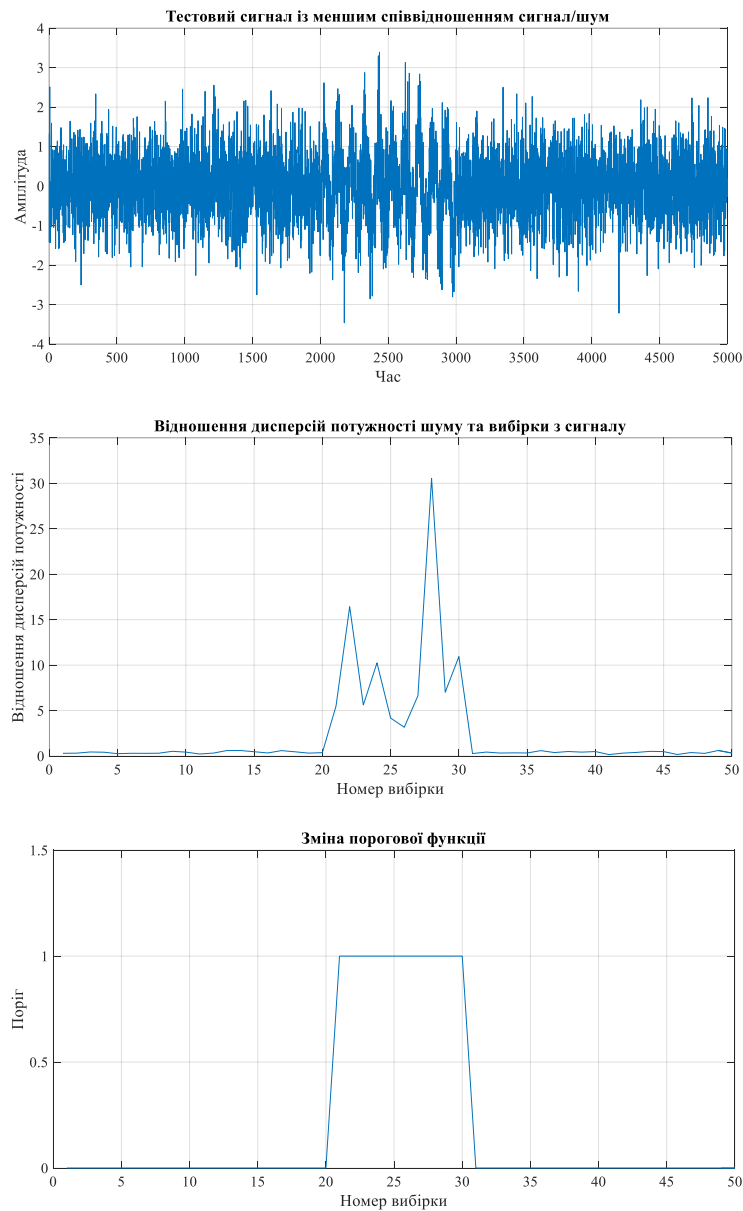 Тестовий сигнал із меншим співвідношенням сигнал/шум
4
3
2
1
0
-1
-2
-3
-4
Амплітуда
0 500 1000 1500 2000 2500 3000 3500 4000 4500 5000
Час
Відношення дисперсій потужності шуму та вибірки з сигналу
35
30
25
20
15
10
5
0
Відношення дисперсій потужності
0 5 10 15 20 25 30 35 40 45 50
Номер вибірки
Зміна порогової функції
1.5
1
0.5
0
Поріг
0 5 10 15 20 25 30 35 40 45 50
Номер вибірки